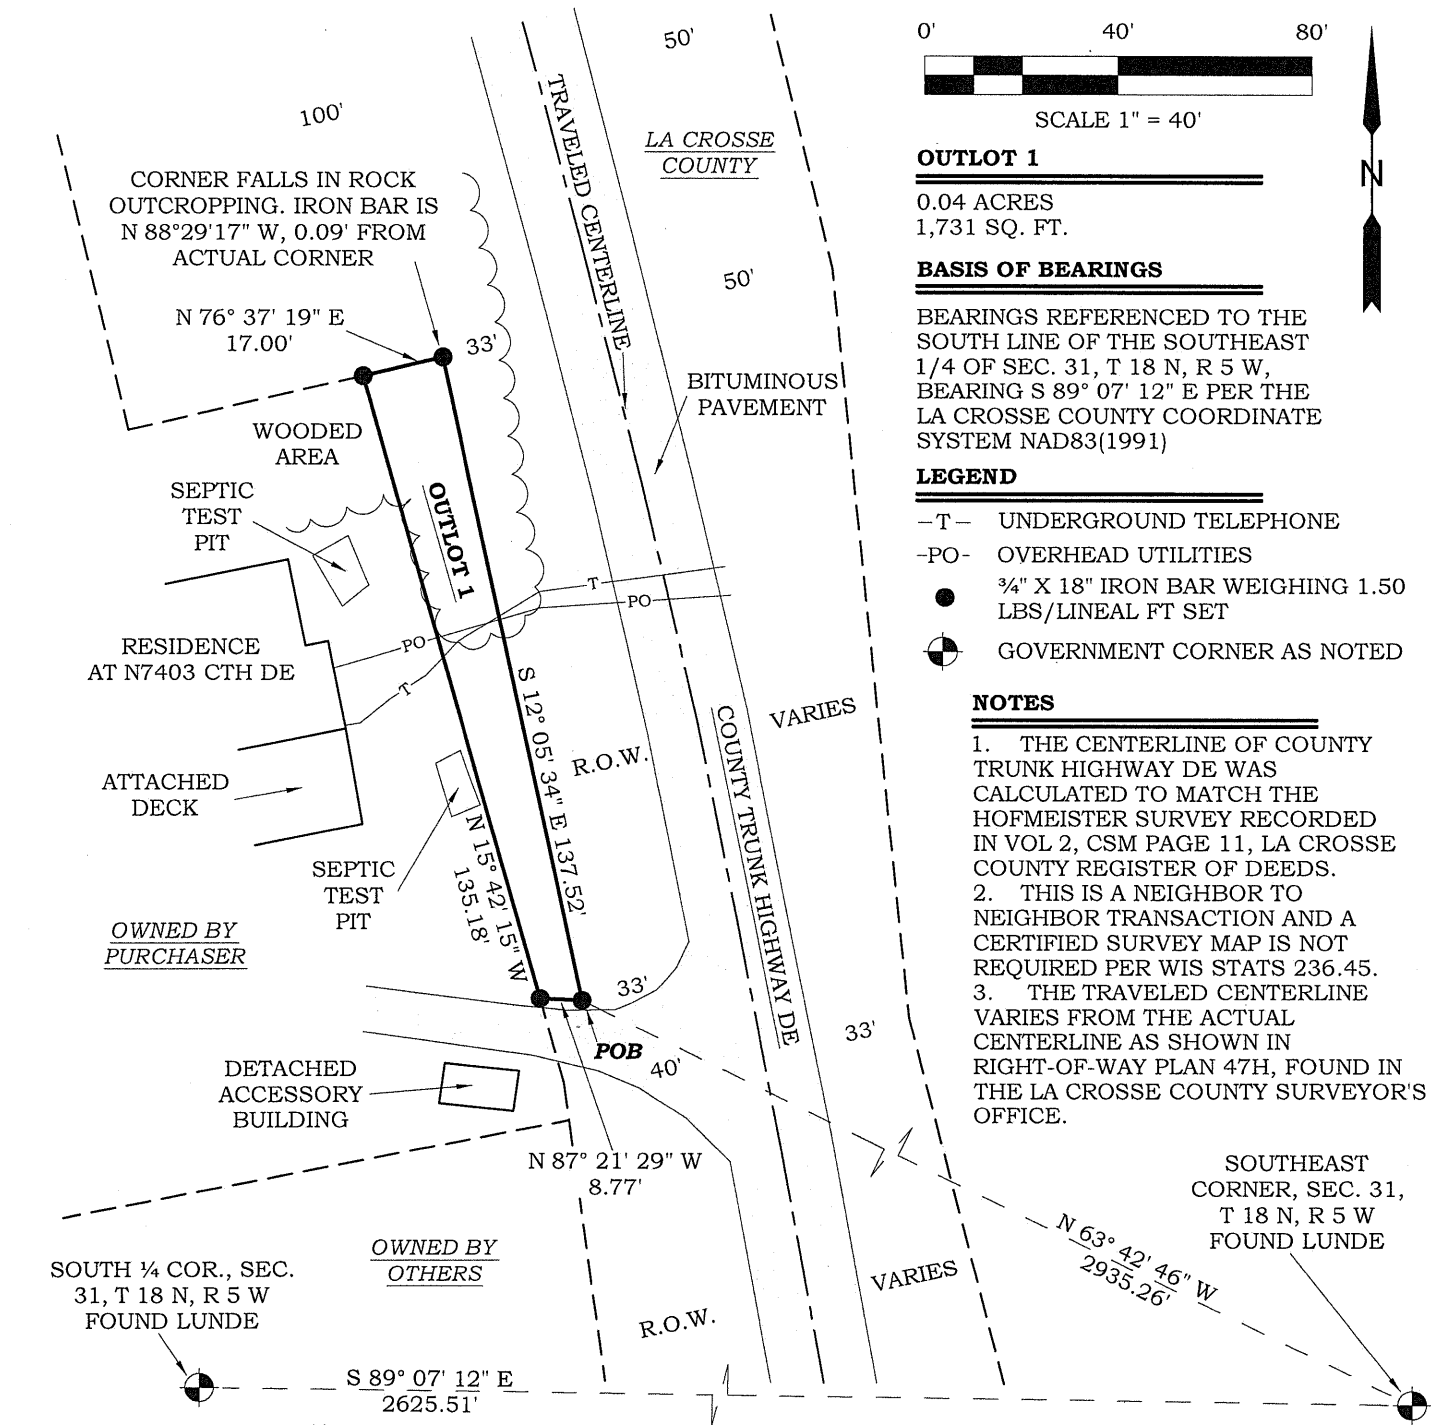 0' 40' 80'
SCALE 1" = 40'
N
OUTLOT 1
0.04 ACRES
1,731 SQ. FT.
BASIS OF BEARINGS
BEARINGS REFERENCED TO THE
SOUTH LINE OF THE SOUTHEAST
1/4 OF SEC. 31, T 18 N, R 5 W,
BEARING S 89° 07' 12" E PER THE
LA CROSSE COUNTY COORDINATE
SYSTEM NAD83(1991)
LEGEND
-T- UNDERGROUND TELEPHONE
-PO- OVERHEAD UTILITIES
¾" X 18" IRON BAR WEIGHING 1.50
LBS/LINEAL FT SET
GOVERNMENT CORNER AS NOTED
NOTES
1. THE CENTERLINE OF COUNTY
TRUNK HIGHWAY DE WAS
CALCULATED TO MATCH THE
HOFMEISTER SURVEY RECORDED
IN VOL 2, CSM PAGE 11, LA CROSSE
COUNTY REGISTER OF DEEDS.
2. THIS IS A NEIGHBOR TO
NEIGHBOR TRANSACTION AND A
CERTIFIED SURVEY MAP IS NOT
REQUIRED PER WIS STATS 236.45.
3. THE TRAVELED CENTERLINE
VARIES FROM THE ACTUAL
CENTERLINE AS SHOWN IN
RIGHT-OF-WAY PLAN 47H, FOUND IN
THE LA CROSSE COUNTY SURVEYOR'S
OFFICE.
50'
100'
TRAVELED CENTERLINE
LA CROSSE
COUNTY
CORNER FALLS IN ROCK
OUTCROPPING. IRON BAR IS
N 88°29'17" W, 0.09' FROM
ACTUAL CORNER
50'
N 76° 37' 19" E
17.00'
33'
BITUMINOUS
PAVEMENT
WOODED
AREA
SEPTIC
TEST
PIT
OUTLOT 1
T
PO
PO
T
RESIDENCE
AT N7403 CTH DE
S 12° 05' 34" E 137.52'
VARIES
R.O.W.
COUNTY TRUNK HIGHWAY DE
ATTACHED
DECK
N 15° 42' 15" W
135.18'
SEPTIC
TEST
PIT
OWNED BY
PURCHASER
33'
33'
POB
40'
DETACHED
ACCESSORY
BUILDING
N 87° 21' 29" W
8.77'
SOUTHEAST
CORNER, SEC. 31,
T 18 N, R 5 W
FOUND LUNDE
N 63° 42' 46" W
2935.26'
OWNED BY
OTHERS
VARIES
R.O.W.
SOUTH ¼ COR., SEC.
31, T 18 N, R 5 W
FOUND LUNDE
S 89° 07' 12" E
2625.51'